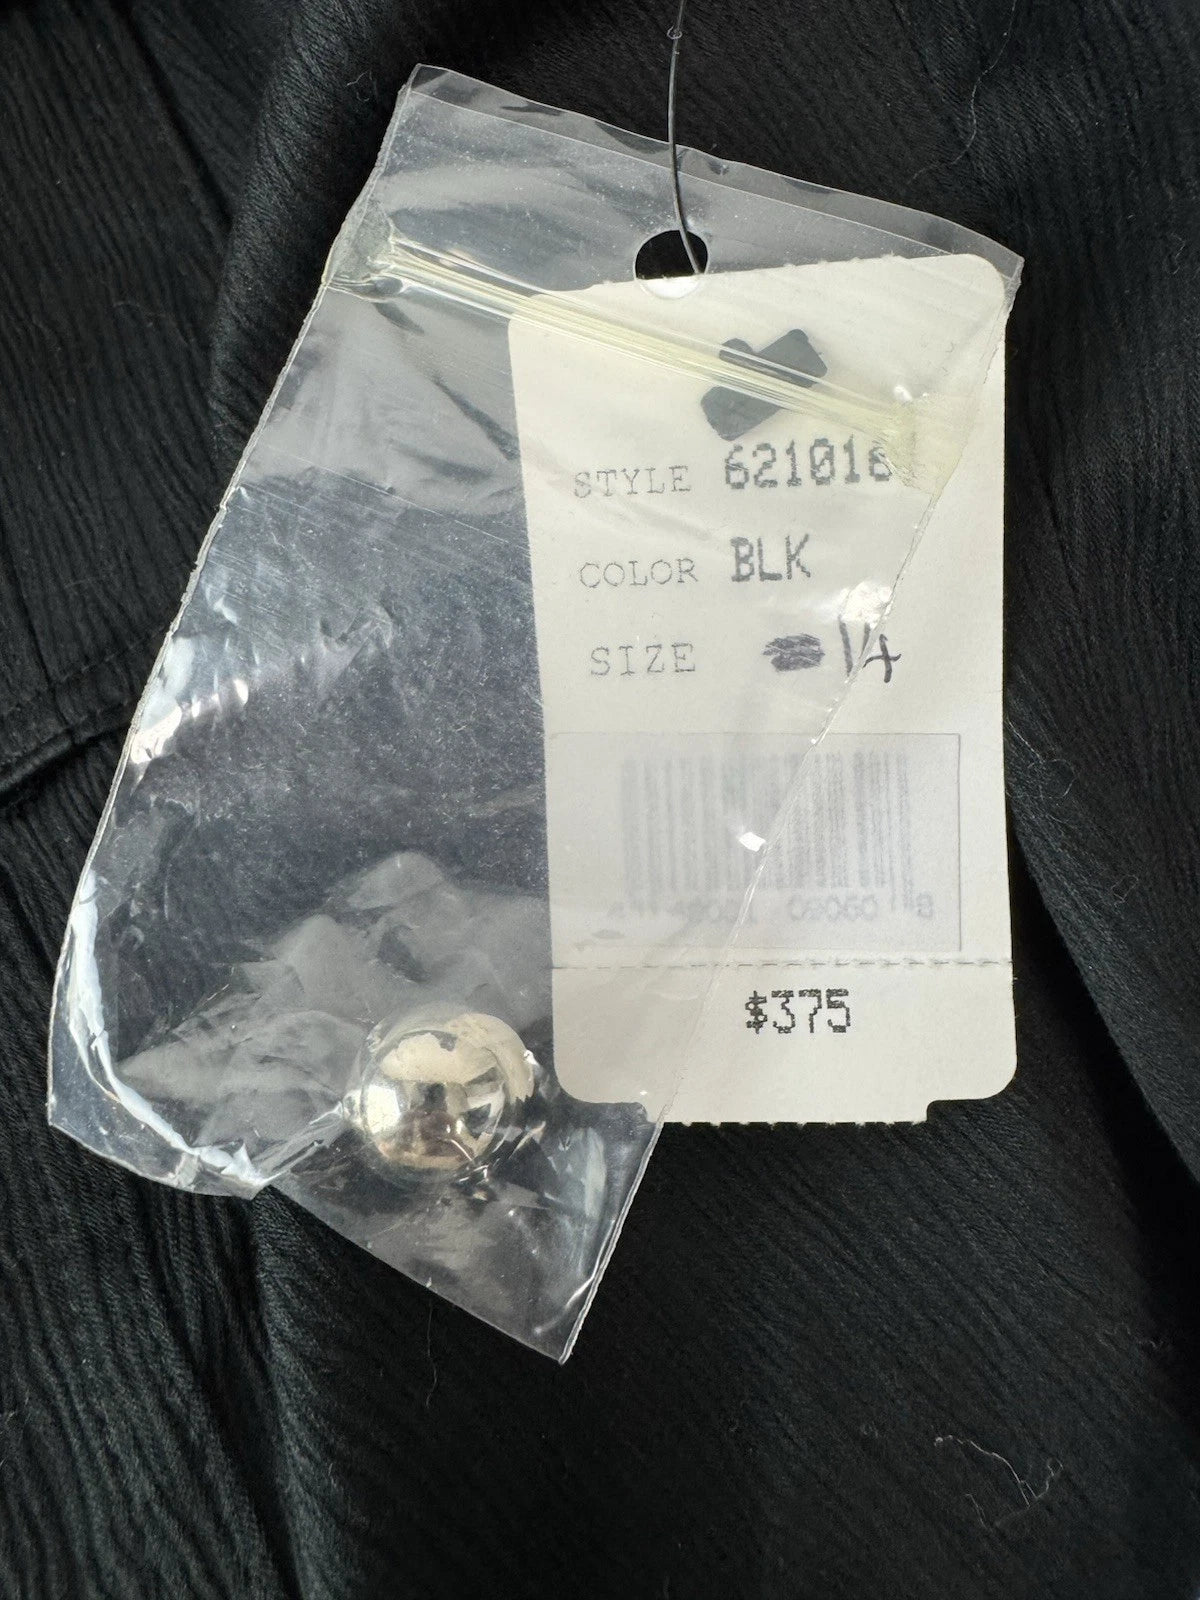 STYLE 621018
COLOR BLK
SIZE 14
$375